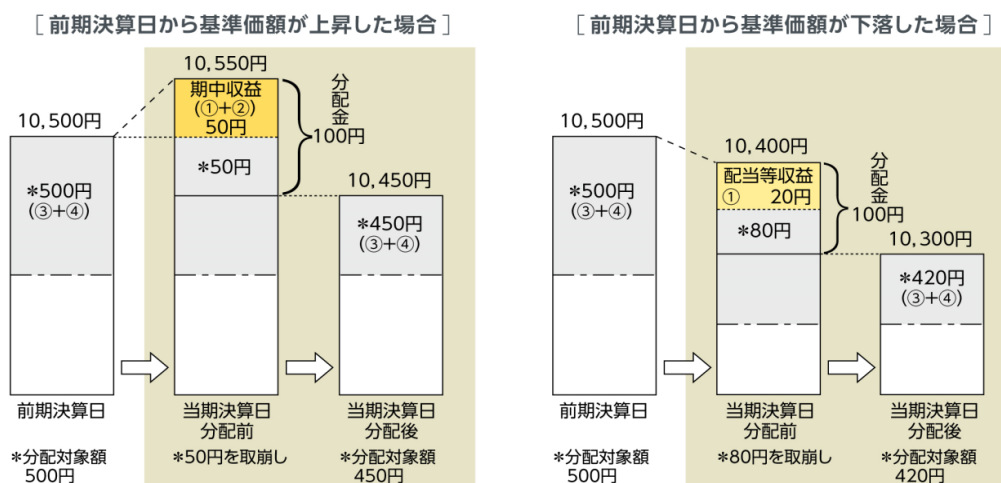 [前期決算日から基準価額が上昇した場合]
10,500円
*500円
(③+④)
前期決算日
*分配対象額
500円
10,550円
期中収益
(①+②)
50円
*50円
分配金
100円
当期決算日
分配前
*50円を取崩し
10,450円
*450円
(③+④)
当期決算日
分配後
*分配対象額
450円
[前期決算日から基準価額が下落した場合]
10,500円
*500円
(③+④)
前期決算日
*分配対象額
500円
10,400円
配当等収益
① 20円
*80円
分配金
100円
当期決算日
分配前
*80円を取崩し
10,300円
*420円
(③+④)
当期決算日
分配後
*分配対象額
420円